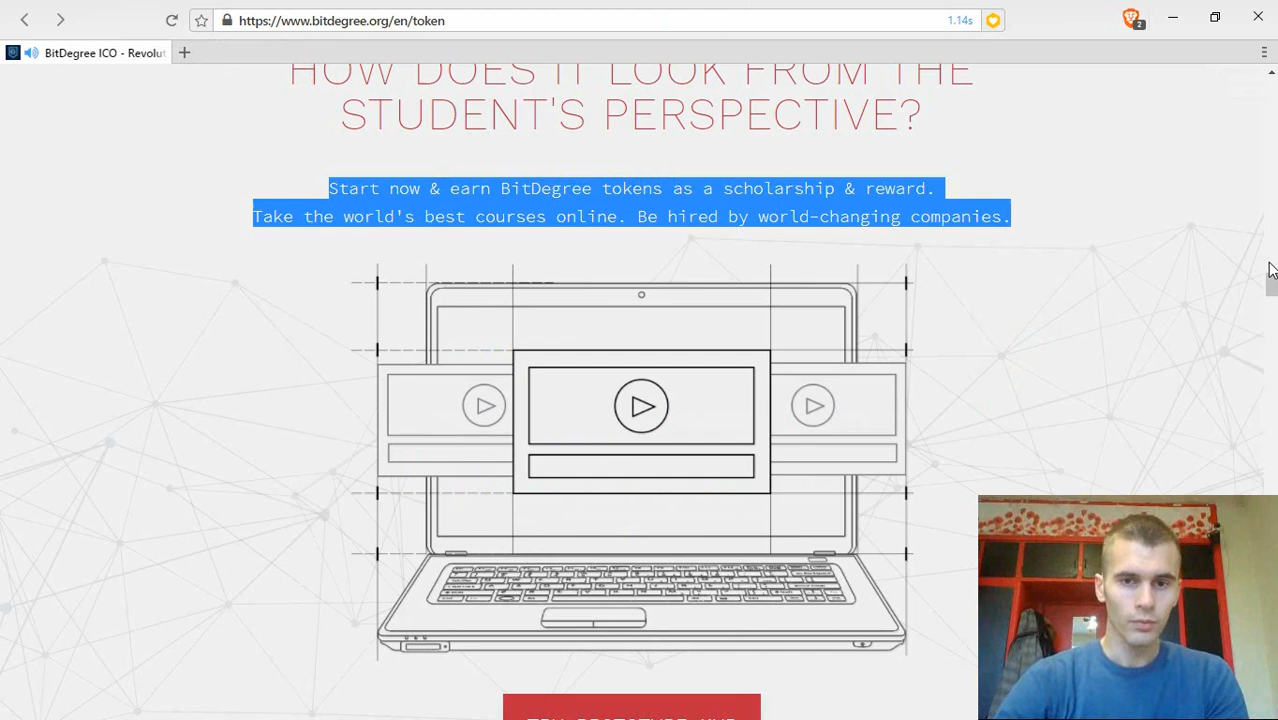 https://www.bitdegree.org/en/token
1.14s
2
BitDegree ICO - Revolut
HOW DOES IT LOOK FROM THE
STUDENT'S PERSPECTIVE?
Start now & earn BitDegree tokens as a scholarship & reward.
Take the world's best courses online. Be hired by world-changing companies.